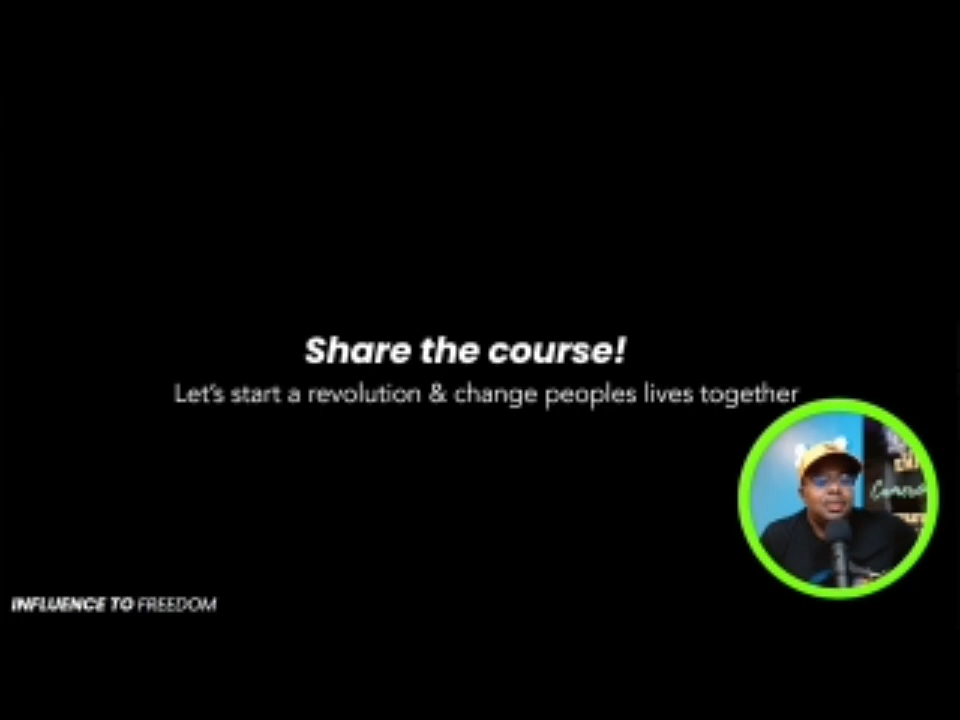 Share the course!
Let's start a revolution & change peoples lives together
INFLUENCE TO FREEDOM